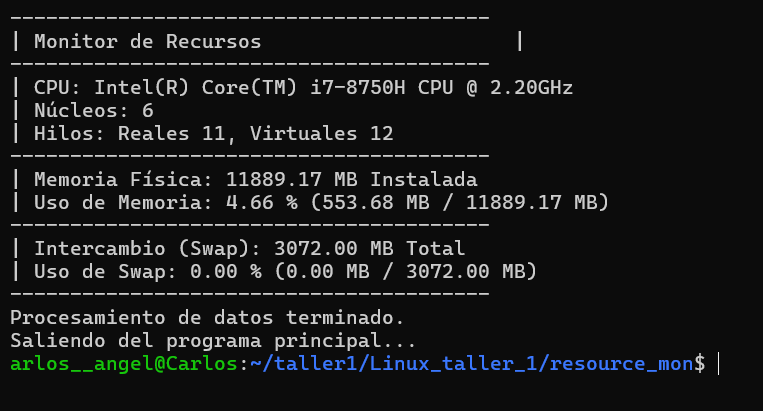 ----------------------------------------
| Monitor de Recursos                     |
----------------------------------------
| CPU: Intel(R) Core(TM) i7-8750H CPU @ 2.20GHz
| Núcleos: 6
| Hilos: Reales 11, Virtuales 12
----------------------------------------
| Memoria Física: 11889.17 MB Instalada
| Uso de Memoria: 4.66 % (553.68 MB / 11889.17 MB)
----------------------------------------
| Intercambio (Swap): 3072.00 MB Total
| Uso de Swap: 0.00 % (0.00 MB / 3072.00 MB)
----------------------------------------
Procesamiento de datos terminado.
Saliendo del programa principal...
arlos__angel@Carlos:~/taller1/Linux_taller_1/resource_mon$